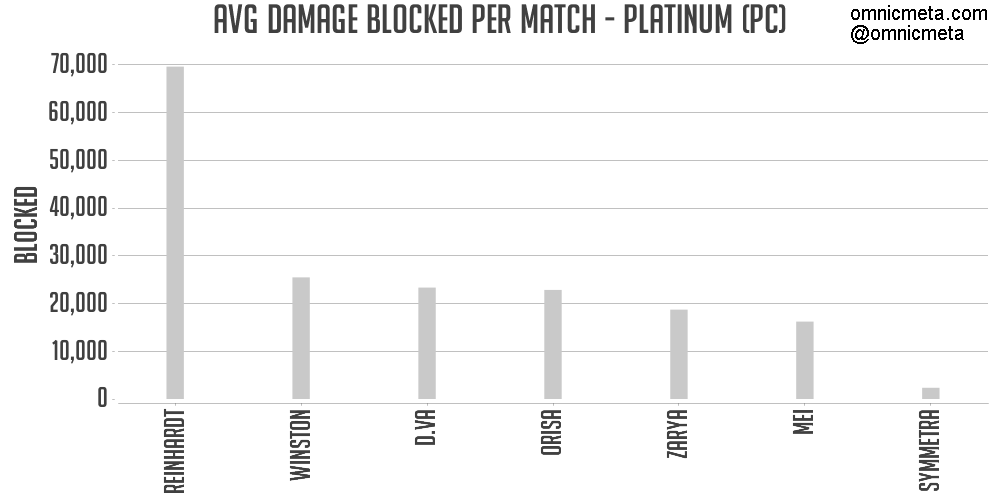 AVG DAMAGE BLOCKED PER MATCH - PLATINUM (PC)
omnicmeta.com
@omnicmeta
BLOCKED
70,000
60,000
50,000
40,000
30,000
20,000
10,000
0
REINHARDT
WINSTON
D.VA
ORISA
ZARYA
MEI
SYMMETRA